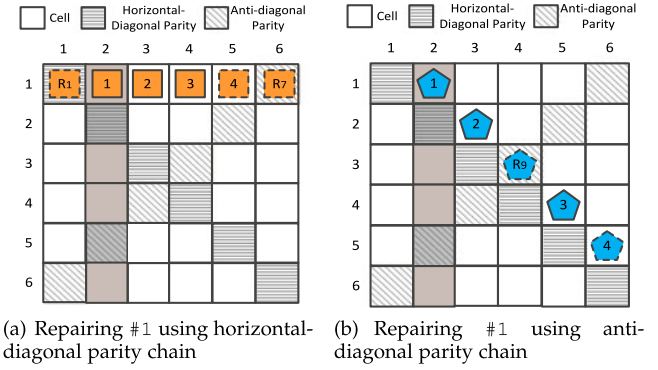 Cell
Horizontal-
Diagonal Parity
Anti-diagonal
Parity
1 2 3 4 5 6
1 R1 1 2 3 4 R7
2
3
4
5
6
(a) Repairing #1 using horizontal-
diagonal parity chain
Cell
Horizontal-
Diagonal Parity
Anti-diagonal
Parity
1 2 3 4 5 6
1 1
2 2
3 R9
4 3
5 4
6
(b) Repairing #1 using anti-
diagonal parity chain